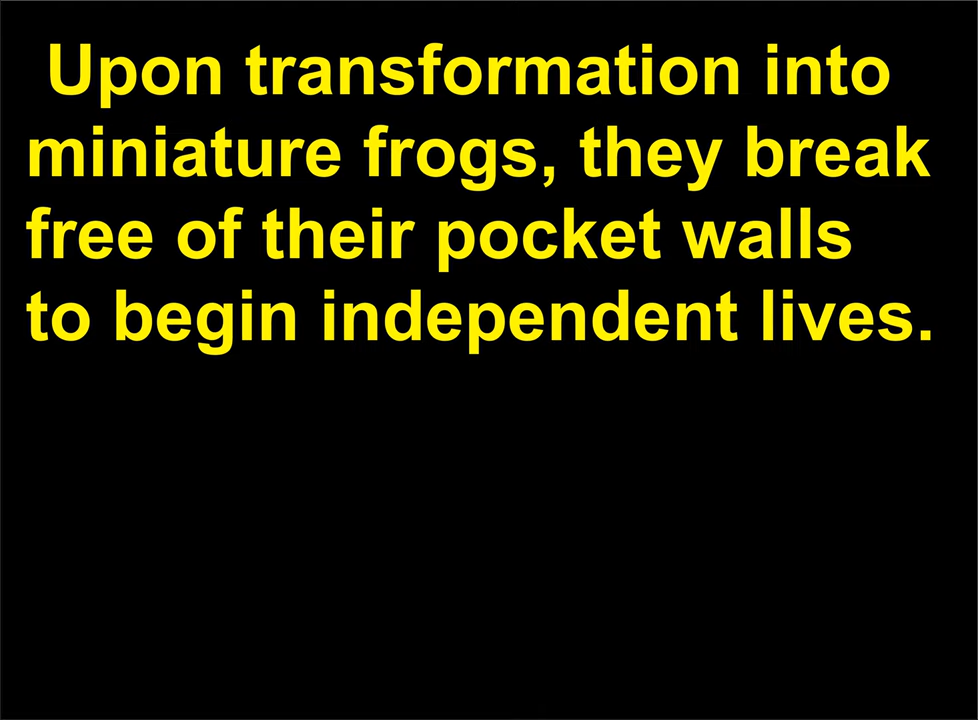 Upon transformation into
miniature frogs, they break
free of their pocket walls
to begin independent lives.